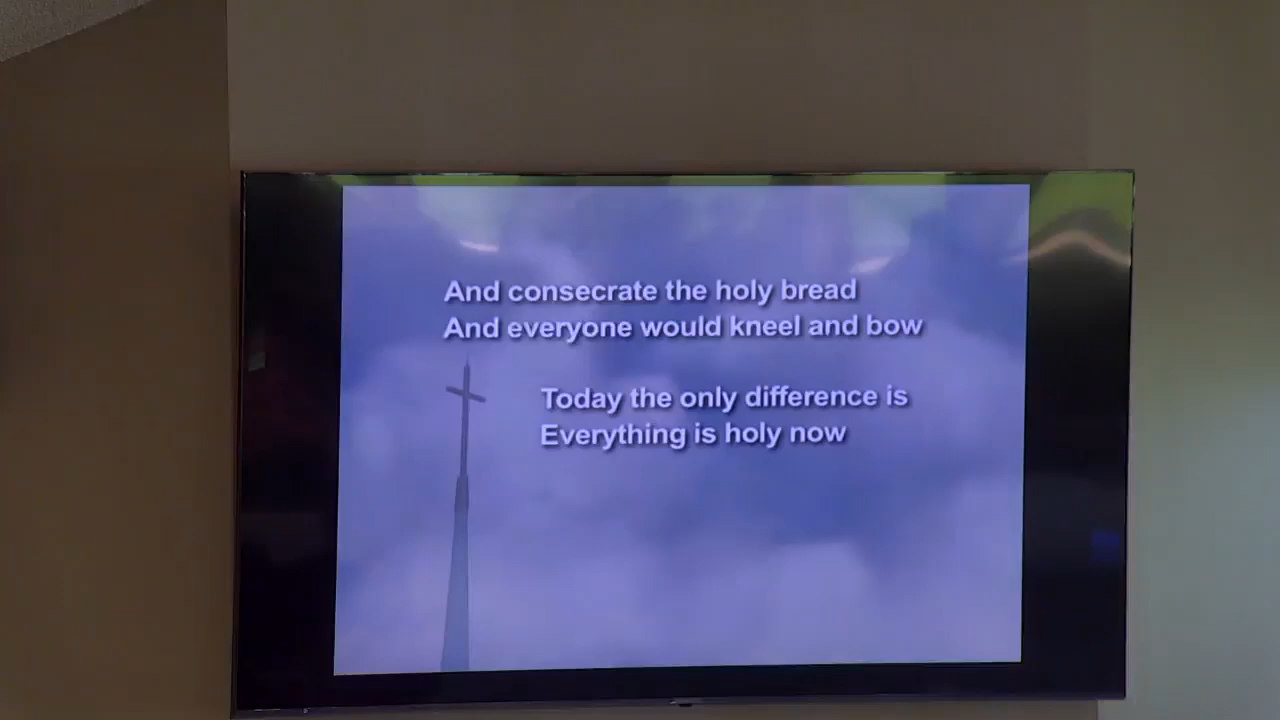 And consecrate the holy bread
And everyone would kneel and bow
Today the only difference is
Everything is holy now